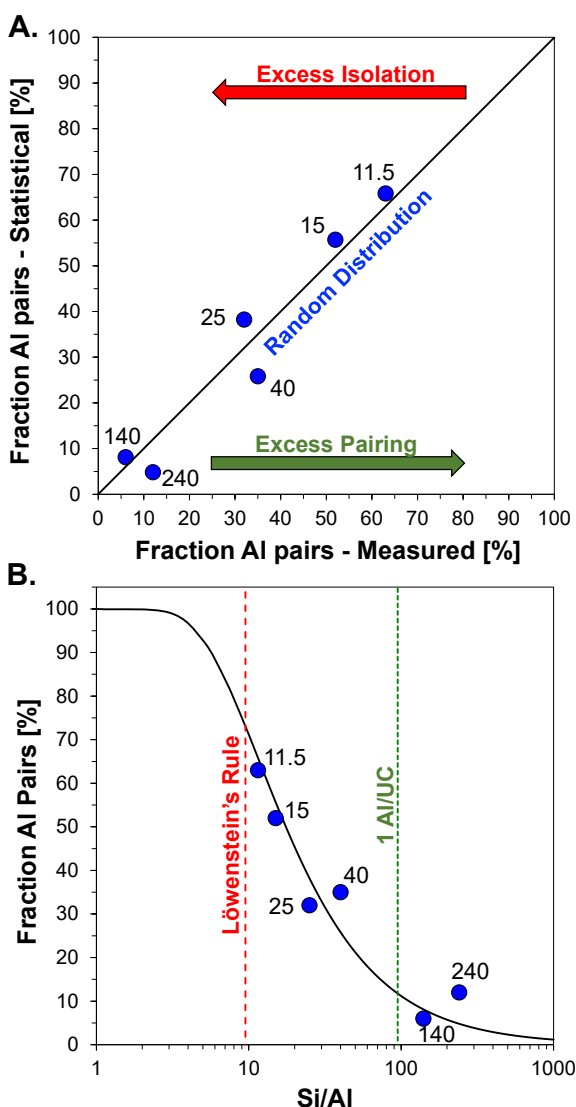 A.
100
90
80
70
60
50
40
30
20
10
0
Fraction Al pairs - Statistical [%]
Excess Isolation
11.5
15
Random Distribution
25
40
140
240
Excess Pairing
0 10 20 30 40 50 60 70 80 90 100
Fraction Al pairs - Measured [%]
B.
100
90
80
70
60
50
40
30
20
10
0
Fraction Al Pairs [%]
Löwenstein's Rule
1 Al/UC
11.5
15
40
25
240
140
1 10 100 1000
Si/Al